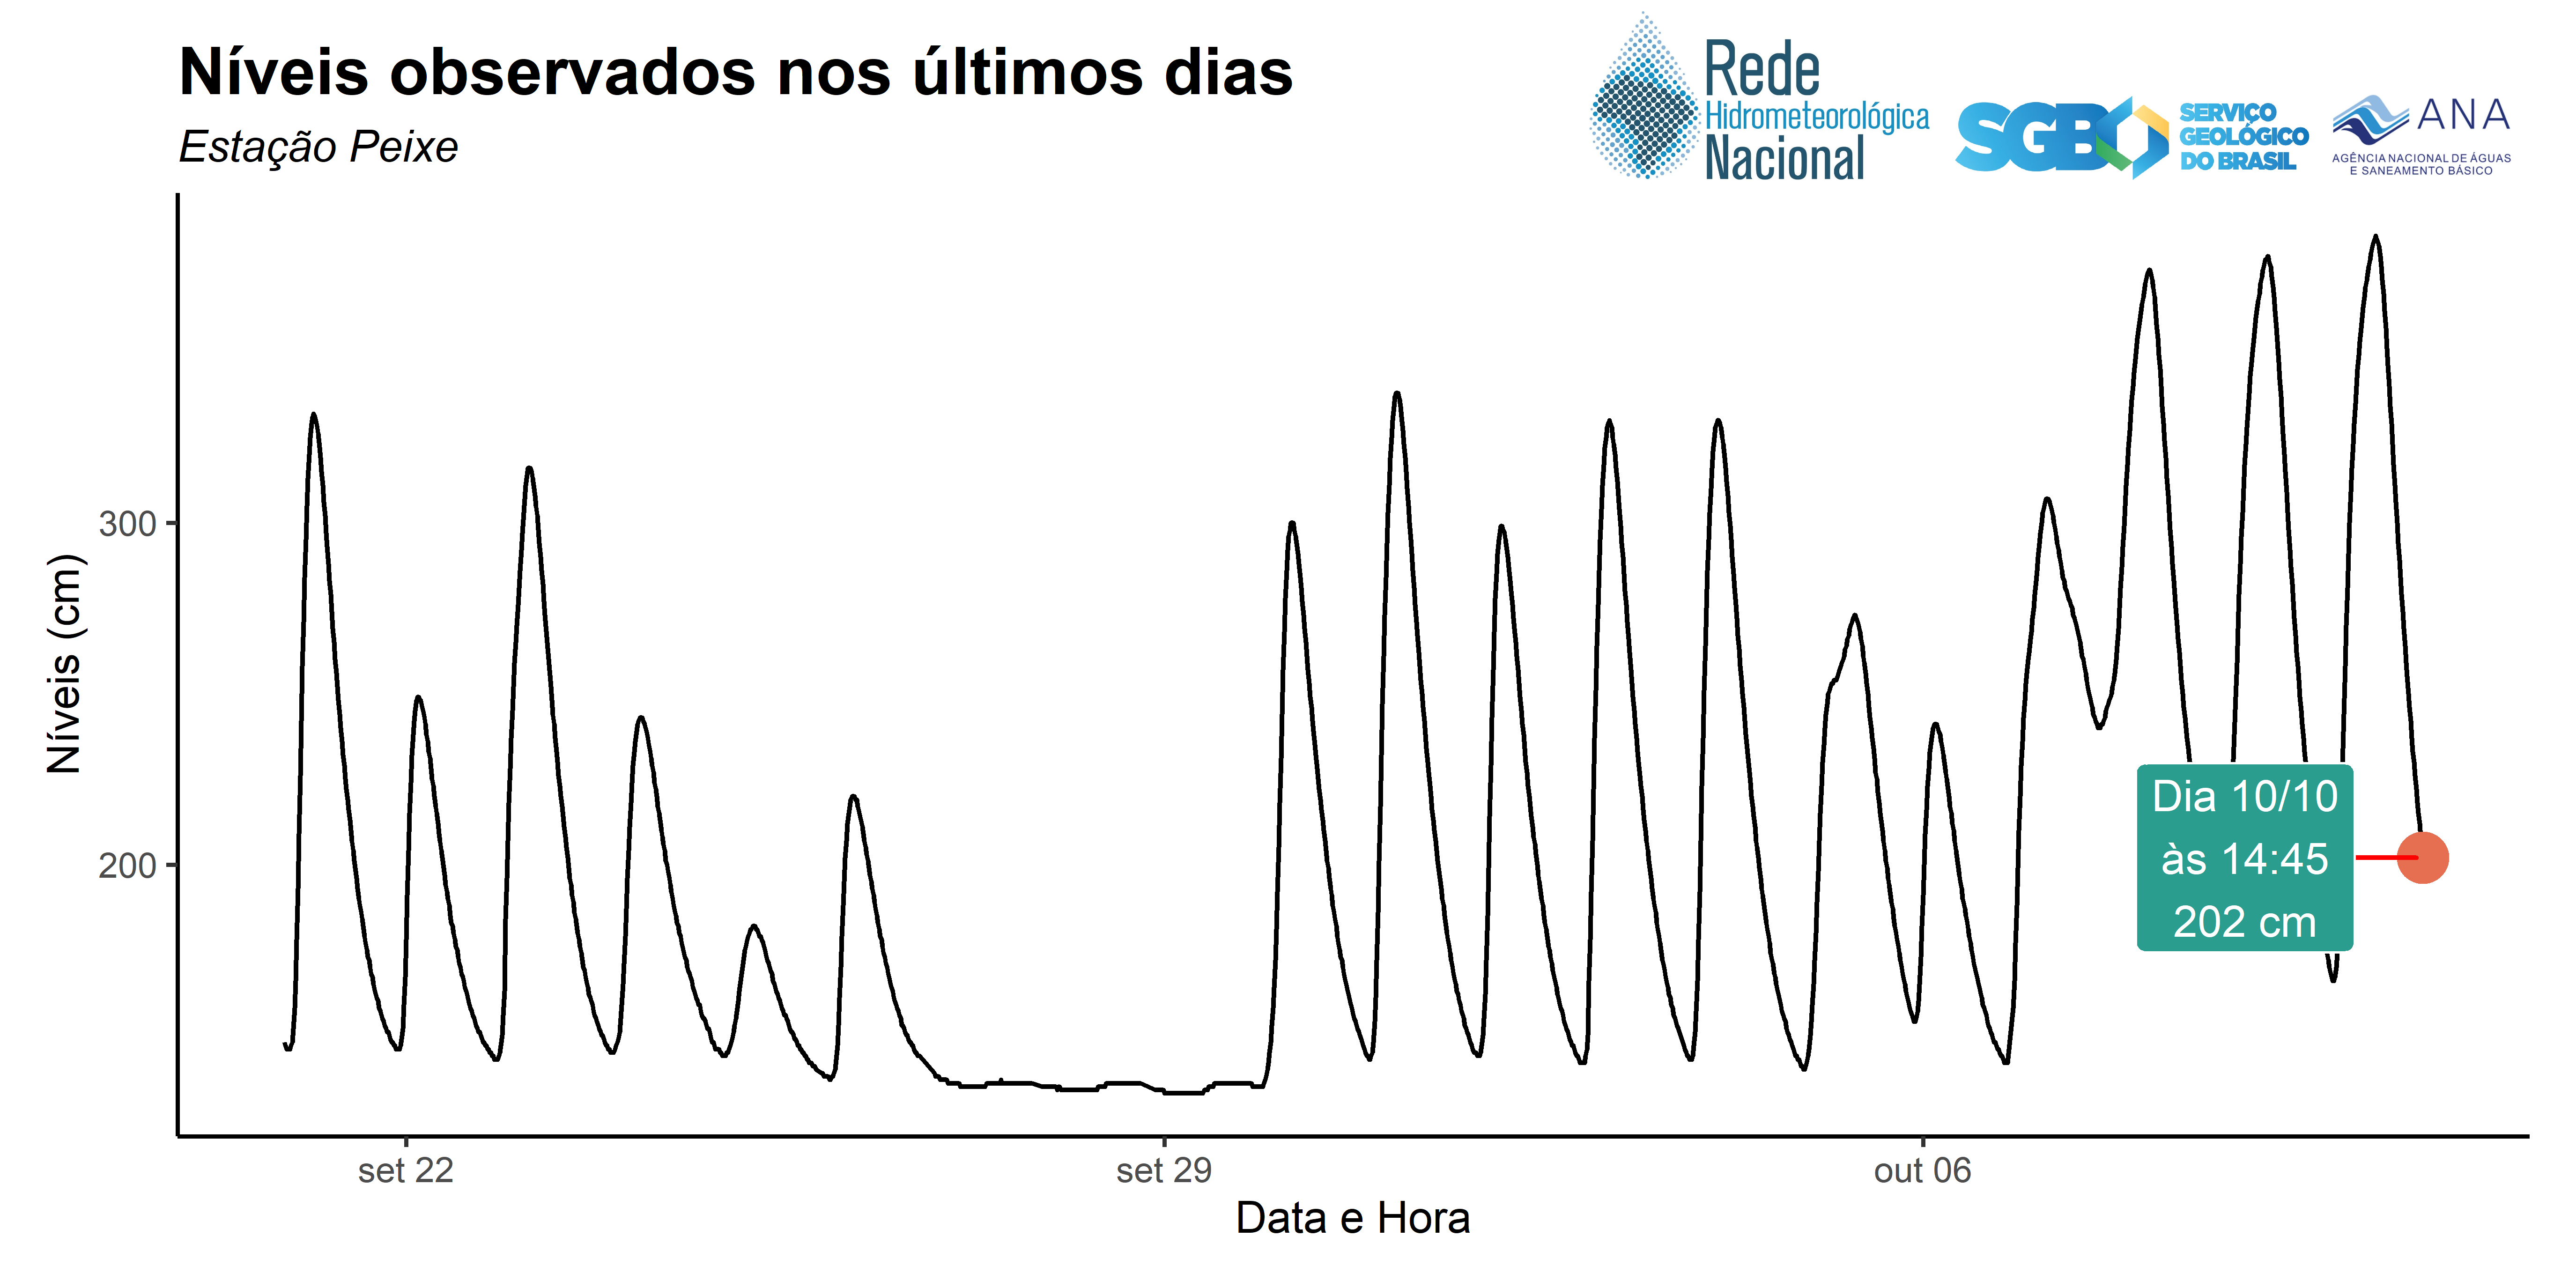 Níveis observados nos últimos dias
Estação Peixe
Rede
Hidrometeorológica
Nacional
SGB
SERVIÇO
GEOLÓGICO
DO BRASIL
ANA
AGÊNCIA NACIONAL DE ÁGUAS
E SANEAMENTO BÁSICO
Níveis (cm)
300
200
Dia 10/10
às 14:45
202 cm
set 22
set 29
out 06
Data e Hora